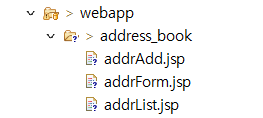 > webapp
> address_book
addrAdd.jsp
addrForm.jsp
addrList.jsp